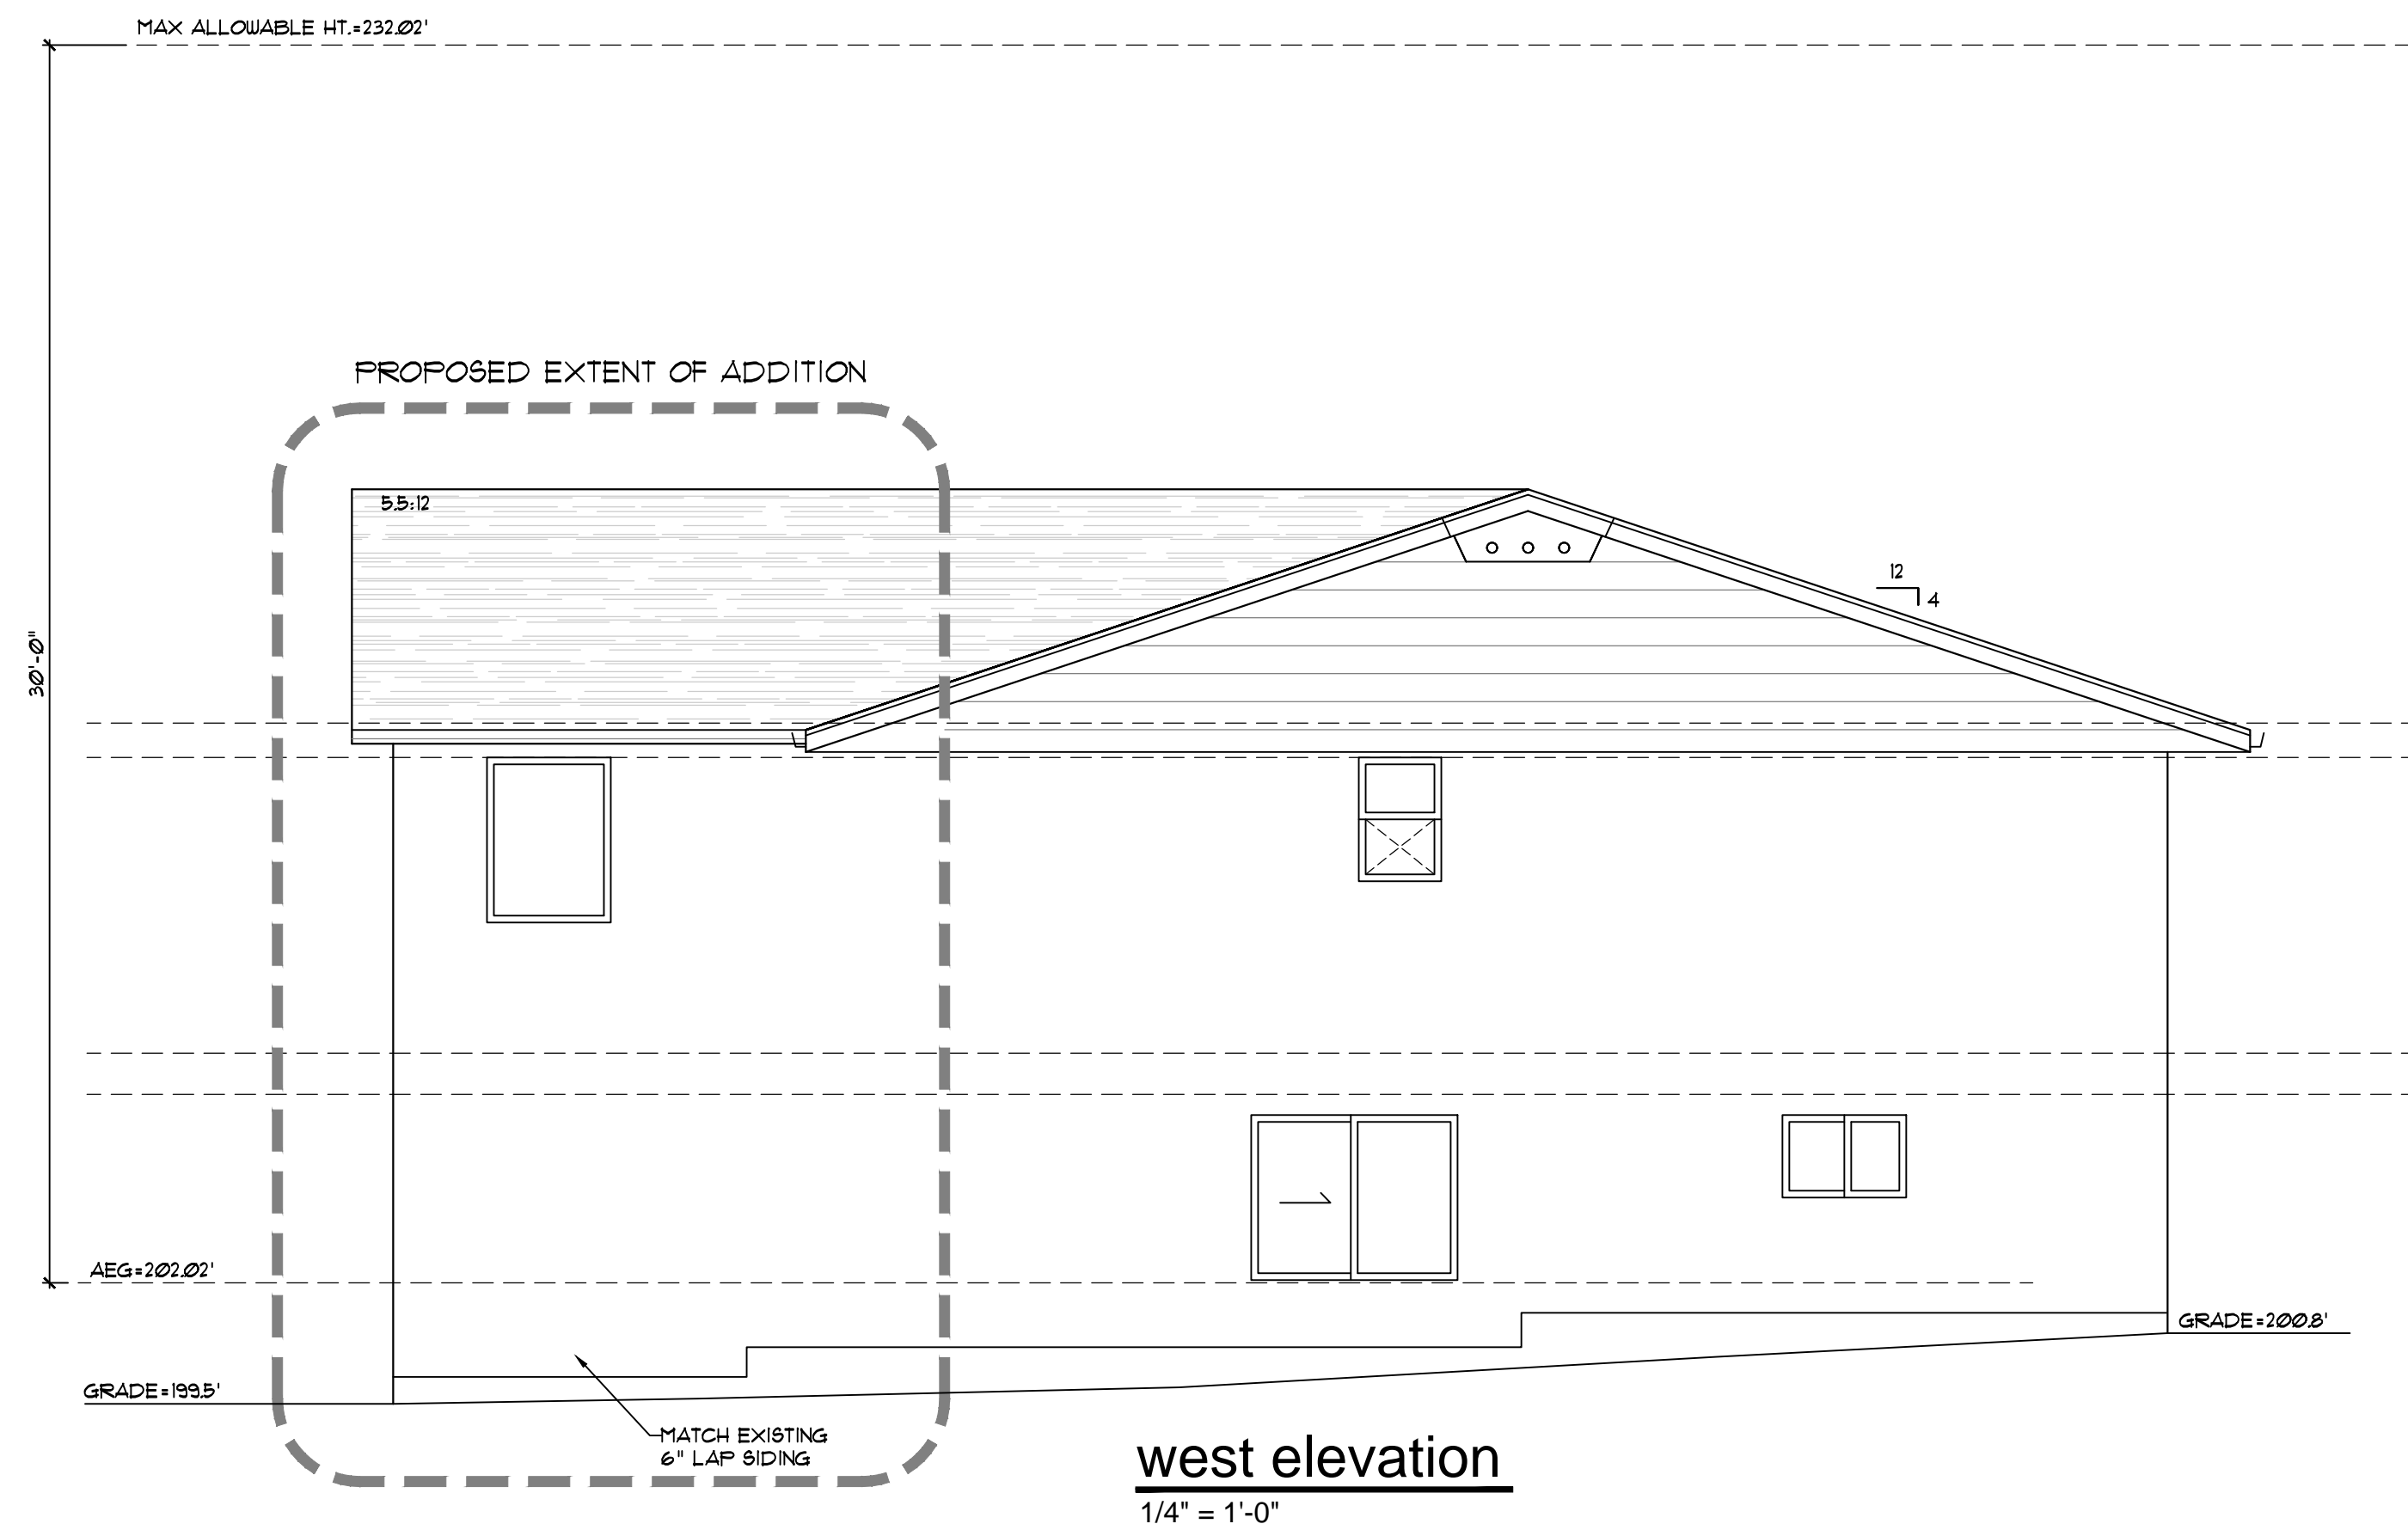 MAX ALLOWABLE HT.=232.02'
PROPOSED EXTENT OF ADDITION
5.5:12
12
4
30'-0"
AEG=202.02'
GRADE=200.8'
GRADE=199.5'
MATCH EXISTING
6" LAP SIDING
west elevation
1/4" = 1'-0"